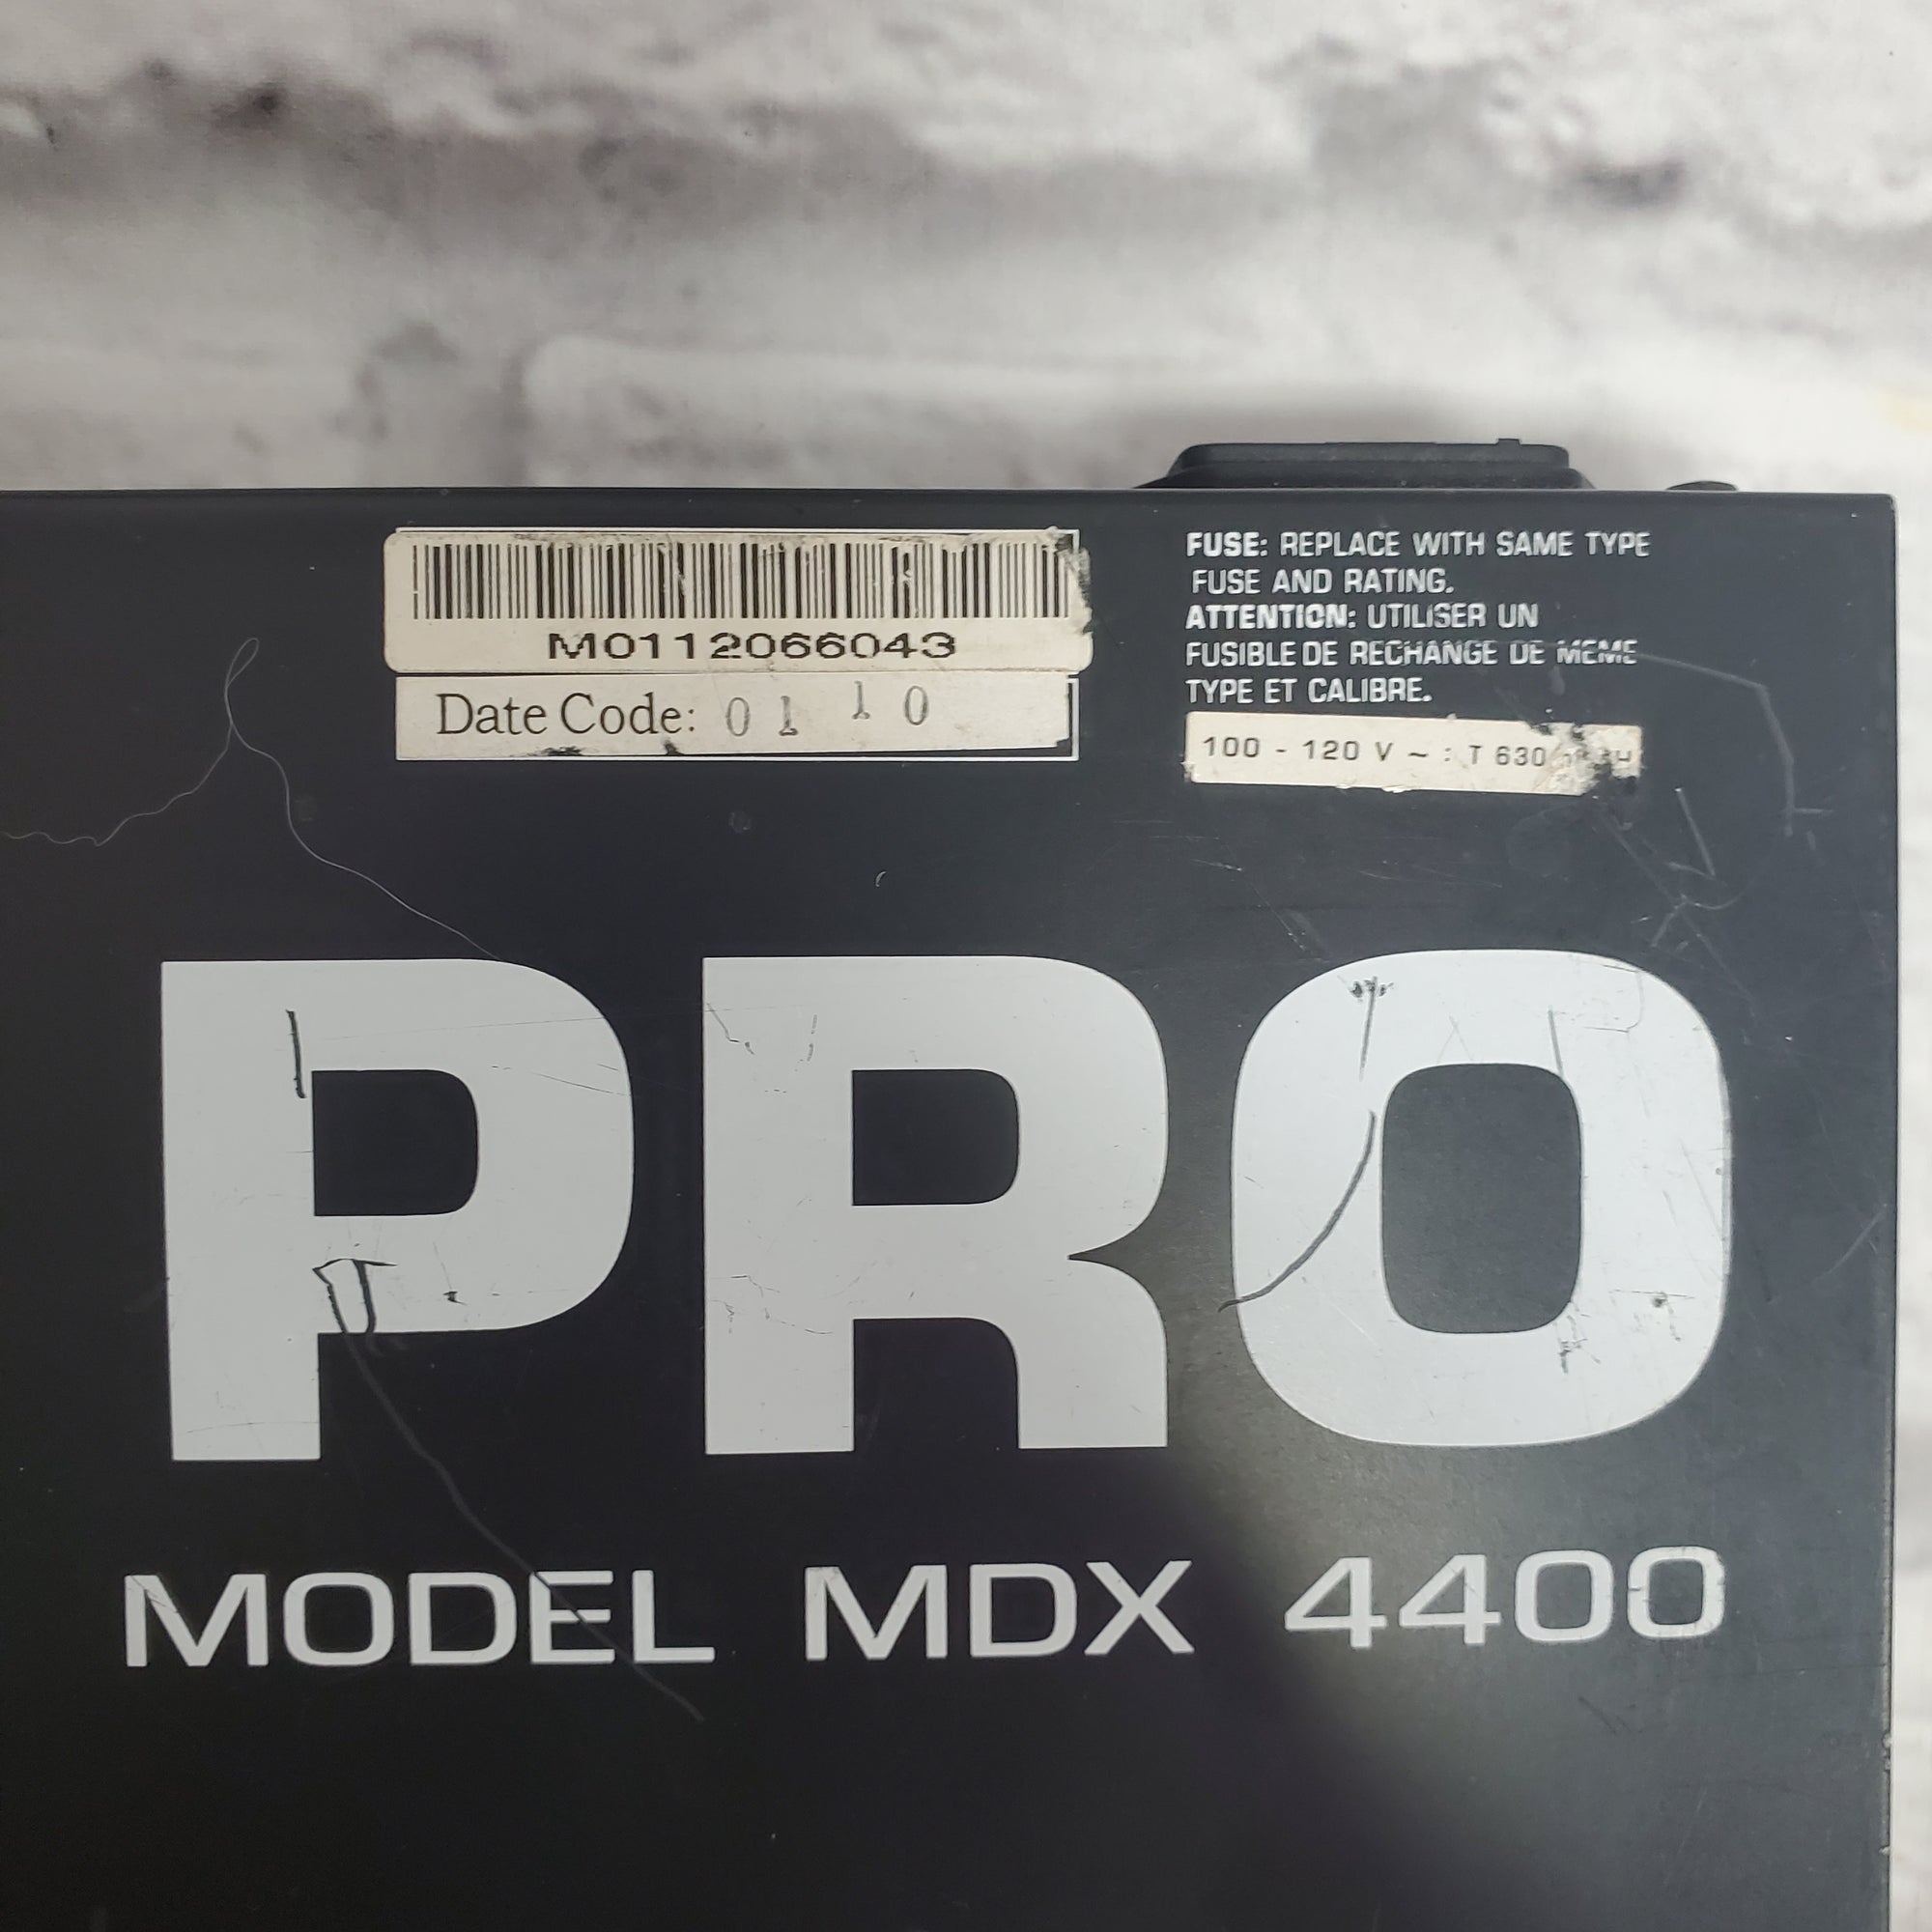 M0112066043
Date Code: 01 10
FUSE: REPLACE WITH SAME TYPE
FUSE AND RATING.
ATTENTION: UTILISER UN
FUSIBLE DE RECHANGE DE MEME
TYPE ET CALIBRE.
100 - 120 V ~ : T 630
PRO
MODEL MDX 4400